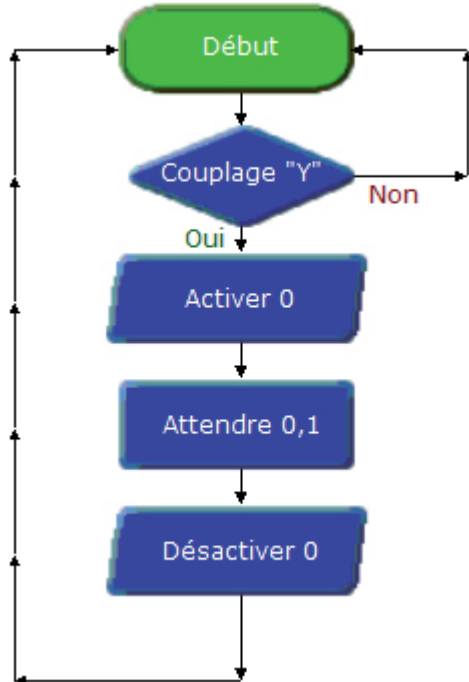 Début
Couplage "Y"
Non
Oui
Activer 0
Attendre 0,1
Désactiver 0